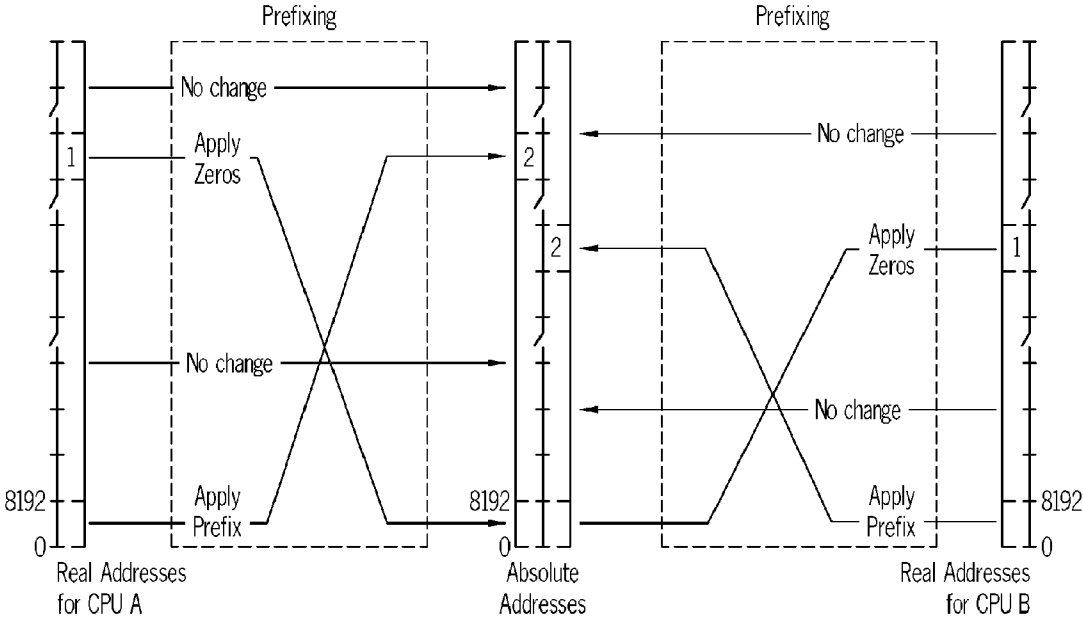 Prefixing
Prefixing
No change
No change
1
Apply
Zeros
2
2
Apply
Zeros
1
No change
No change
8192
Apply
Prefix
8192
Apply
Prefix
8192
0
0
0
Real Addresses
for CPU A
Absolute
Addresses
Real Addresses
for CPU B